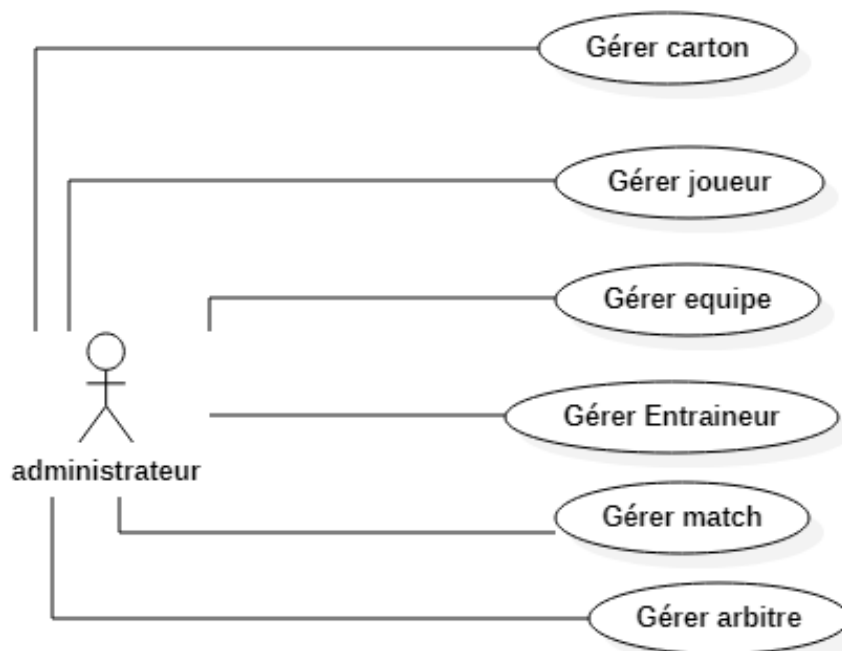 Gérer carton
Gérer joueur
Gérer equipe
Gérer Entraineur
administrateur
Gérer match
Gérer arbitre